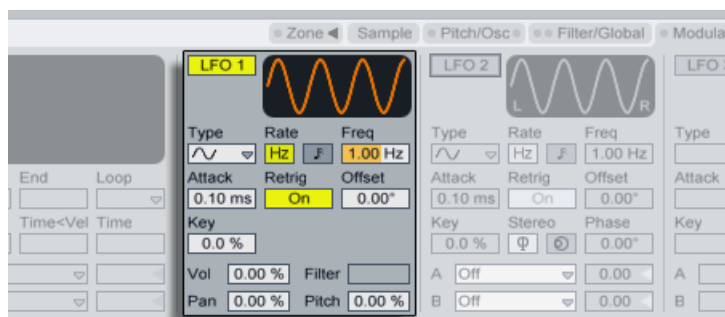 Zone Sample Pitch/Osc Filter/Global Modula
LFO 1 LFO 2 LFO
L R
Type Rate Freq Type Rate Freq Type
Hz 1.00 Hz Hz 1.00 Hz
End Loop Attack Retrig Offset Attack Retrig Offset Attack
0.10 ms On 0.00° 0.10 ms On 0.00°
Time<Vel Time Key Key Stereo Phase Key
0.0 % 0.0 % Φ 0.00°
Vol 0.00 % Filter A Off 0.00 A
Pan 0.00 % Pitch 0.00 % B Off 0.00 B